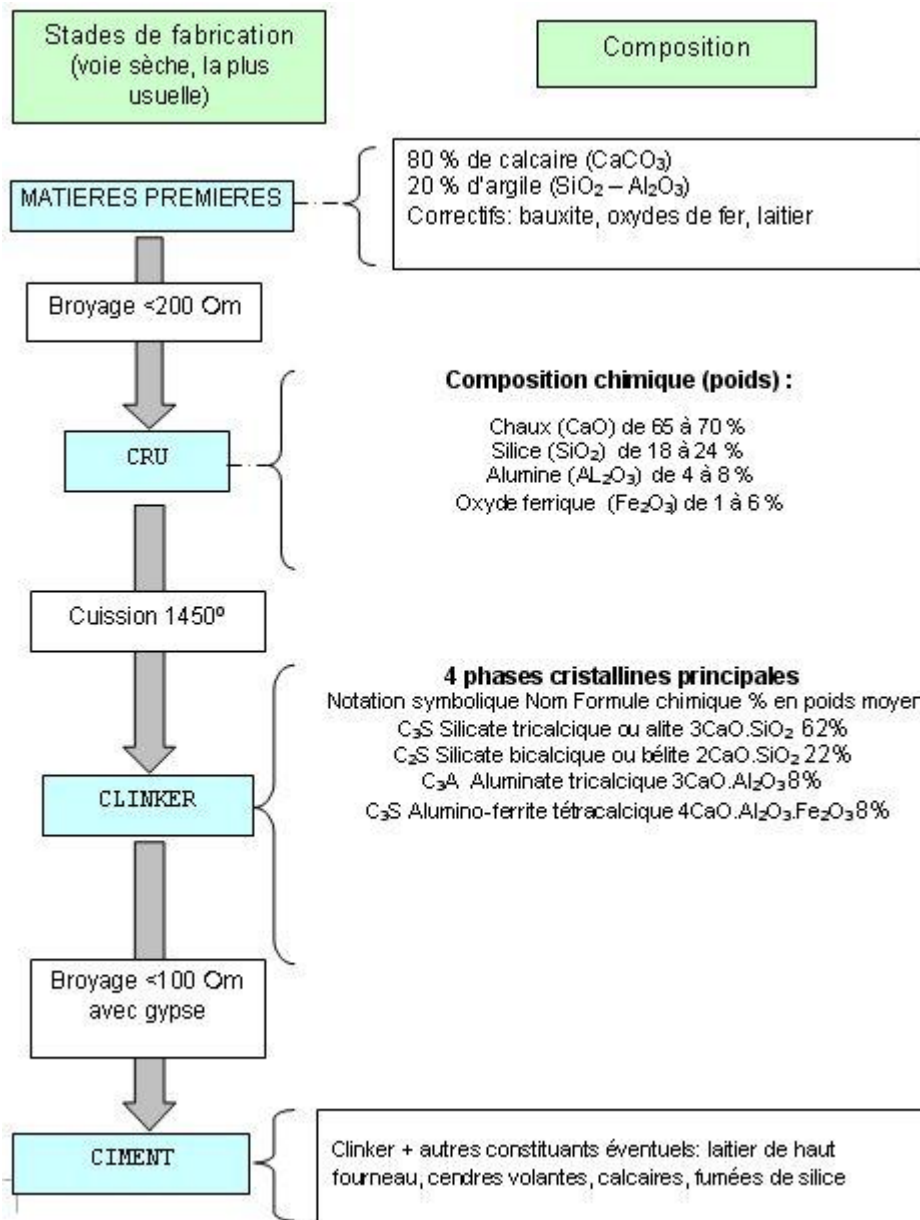 Stades de fabrication
(voie sèche, la plus
usuelle)
Composition
MATIERES PREMIERES
80 % de calcaire (CaCO₃)
20 % d'argile (SiO₂ – Al₂O₃)
Correctifs: bauxite, oxydes de fer, laitier
Broyage <200 Om
CRU
Composition chimique (poids) :
Chaux (CaO) de 65 à 70 %
Silice (SiO₂) de 18 à 24 %
Alumine (AL₂O₃) de 4 à 8 %
Oxyde ferrique (Fe₂O₃) de 1 à 6 %
Cuission 1450º
CLINKER
4 phases cristallines principales
Notation symbolique Nom Formule chimique % en poids moyen
C₃S Silicate tricalcique ou alite 3CaO.SiO₂ 62%
C₂S Silicate bicalcique ou bélite 2CaO.SiO₂ 22%
C₃A Aluminate tricalcique 3CaO.Al₂O₃ 8%
C₃S Alumino-ferrite tétracalcique 4CaO.Al₂O₃.Fe₂O₃ 8%
Broyage <100 Om
avec gypse
CIMENT
Clinker + autres constituants éventuels: laitier de haut
fourneau, cendres volantes, calcaires, fumées de silice